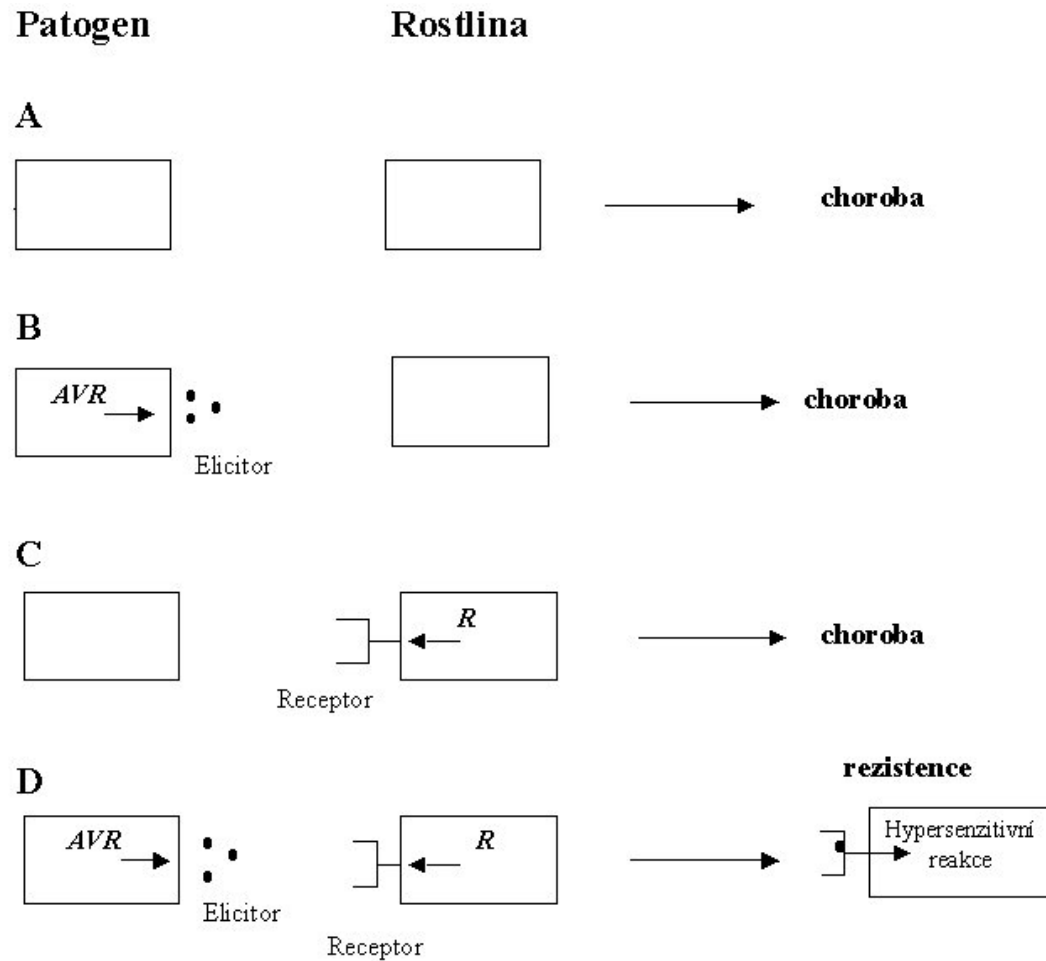 Patogen Rostlina
A
choroba
B
AVR
choroba
Elicitor
C
R
choroba
Receptor
rezistence
D
AVR R Hypersenzitivní
reakce
Elicitor
Receptor